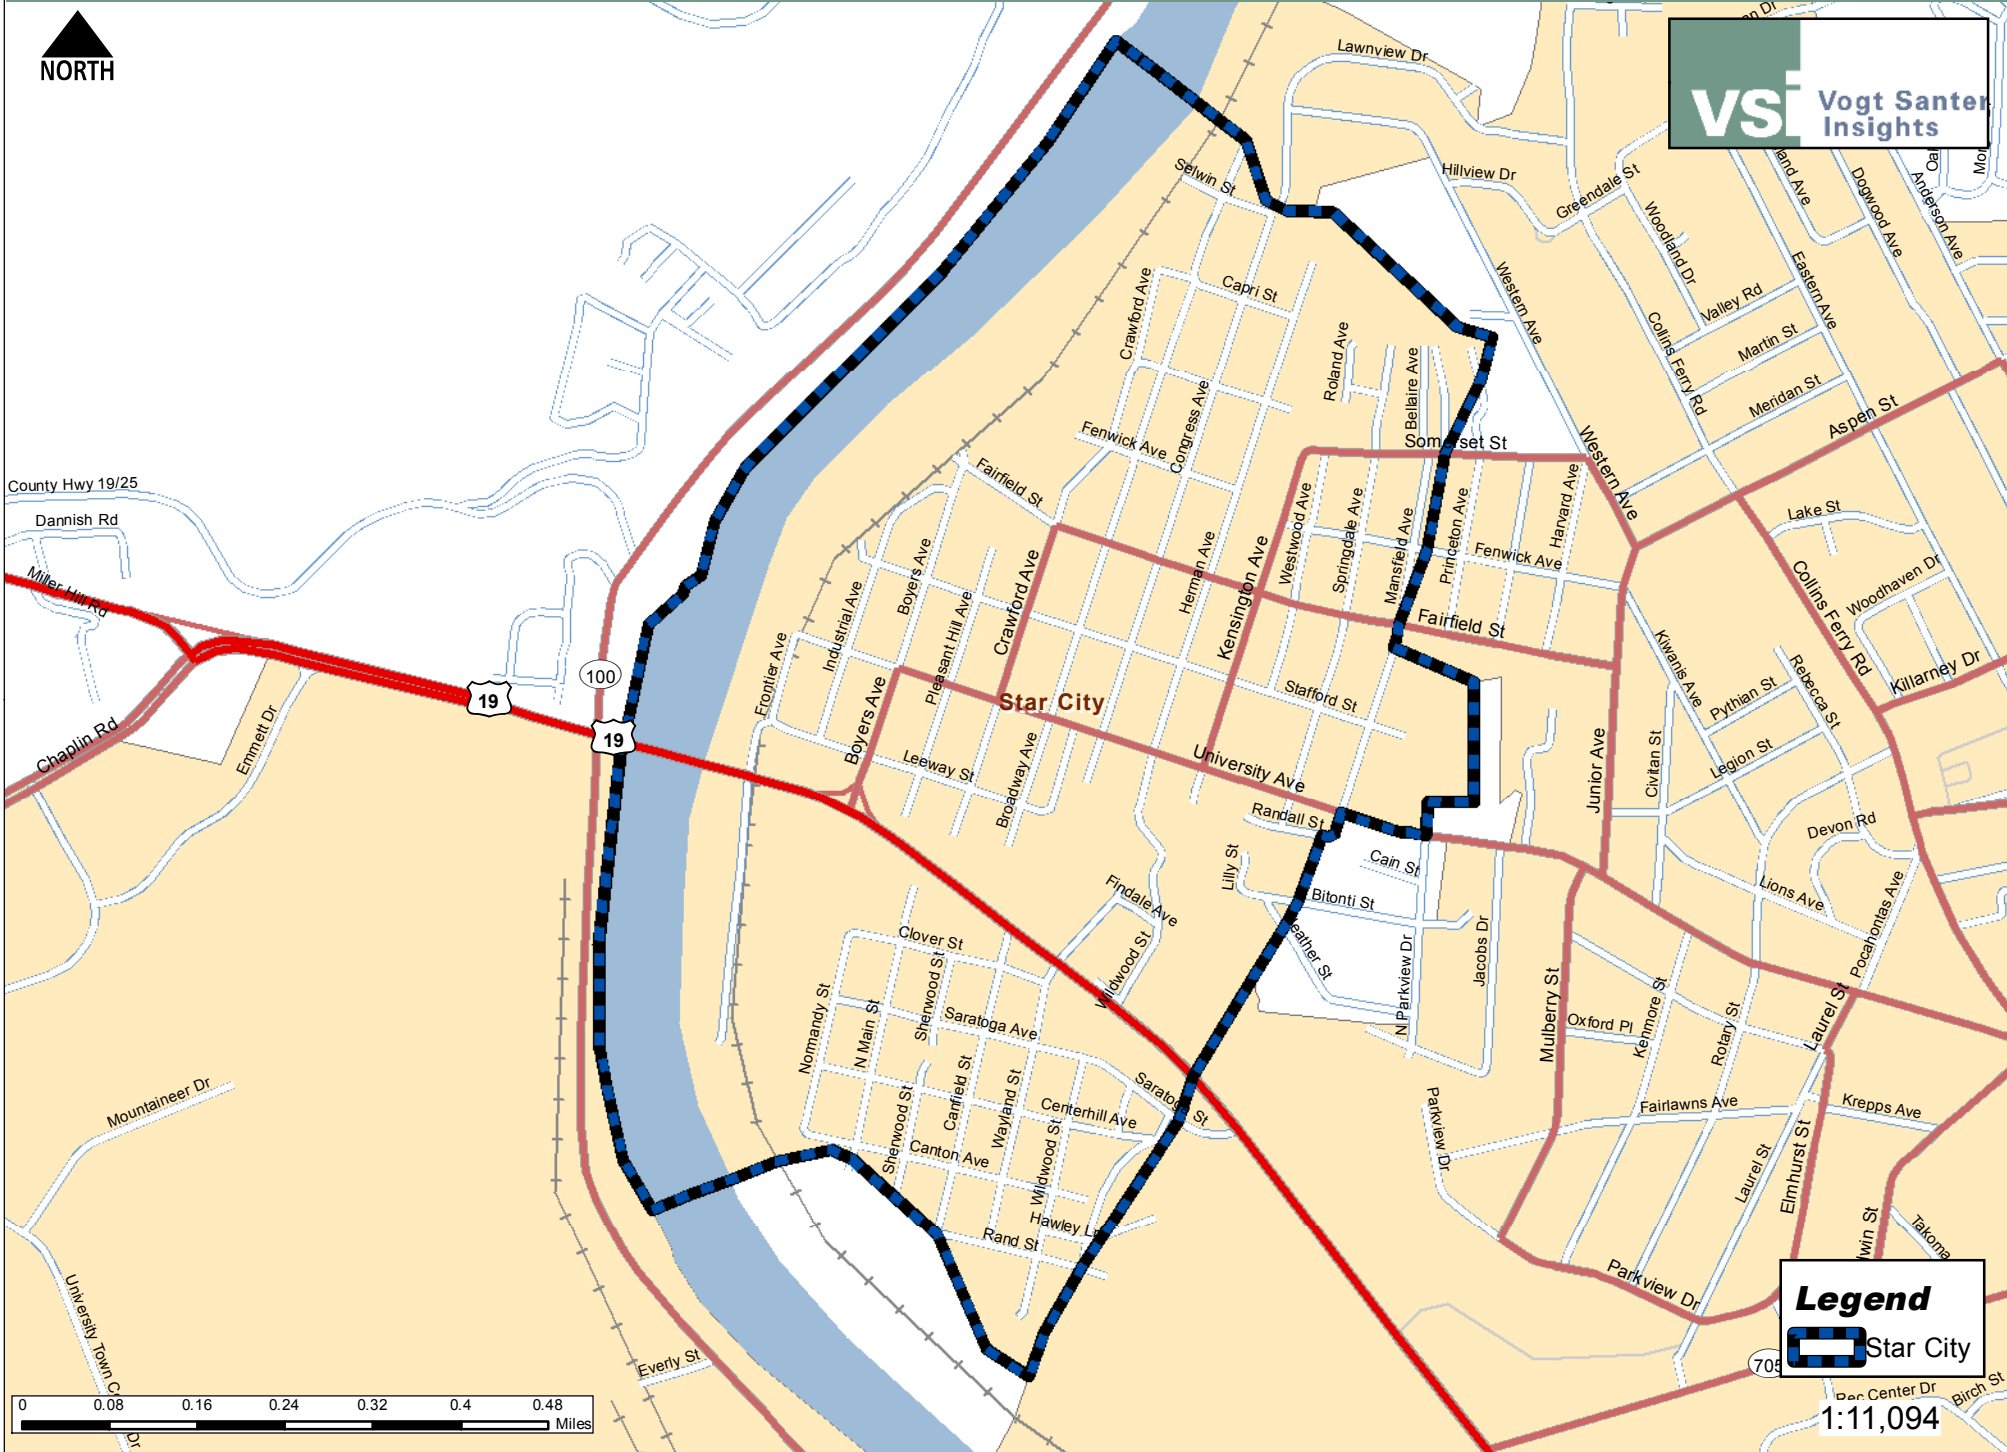 NORTH
vsi Vogt Santer
Insights
Lawnview Dr
Selwin St
Hillview Dr
Greendale St
Woodland Dr
Dogwood Ave
Anderson Ave
Eastern Ave
Western Ave
Valley Rd
Martin St
Meridan St
Collins Ferry Rd
Aspen St
Crawford Ave
Capri St
Roland Ave
Bellaire Ave
Congress Ave
Fenwick Ave
Somerset St
Western Ave
Fairfield St
County Hwy 19/25
Dannish Rd
Miller Hill Rd
Chaplin Rd
Emmett Dr
19
100
19
Frontier Ave
Industrial Ave
Boyers Ave
Pleasant Hill Ave
Crawford Ave
Herman Ave
Kensington Ave
Westwood Ave
Springdale Ave
Mansfield Ave
Princeton Ave
Harvard Ave
Fenwick Ave
Fairfield St
Lake St
Woodhaven Dr
Collins Ferry Rd
Killarney Dr
Kiwanis Ave
Rebecca St
Pythian St
Legion St
Civitan St
Junior Ave
Devon Rd
Lions Ave
Pocahontas Ave
Star City
Stafford St
University Ave
Boyers Ave
Leeway St
Broadway Ave
Randall St
Cain St
Lilly St
Bitonti St
Heather St
N Parkview Dr
Jacobs Dr
Findale Ave
Wildwood St
Wildwood St
Clover St
Sherwood St
Normandy St
N Main St
Saratoga Ave
Saratoga St
Sherwood St
Canfield St
Wayland St
Centerhill Ave
Canton Ave
Wildwood St
Hawley Ln
Rand St
Mulberry St
Oxford Pl
Kenmore St
Rotary St
Laurel St
Parkview Dr
Fairlawns Ave
Krepps Ave
Laurel St
Elmhurst St
Takoma
Parkview Dr
Mountaineer Dr
Everly St
705
Rec Center Dr
Birch St
Legend
Star City
1:11,094
0 0.08 0.16 0.24 0.32 0.4 0.48
Miles